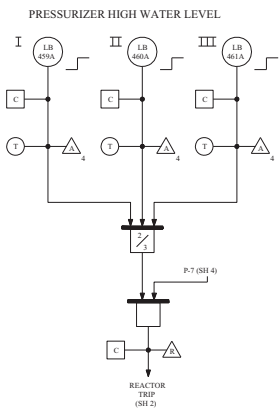 PRESSURIZER HIGH WATER LEVEL
I II III
LB 459A LB 460A LB 461A
C C C
T A T A T A
4 4 4
2/3
P-7 (SH 4)
C R
REACTOR
TRIP
(SH 2)